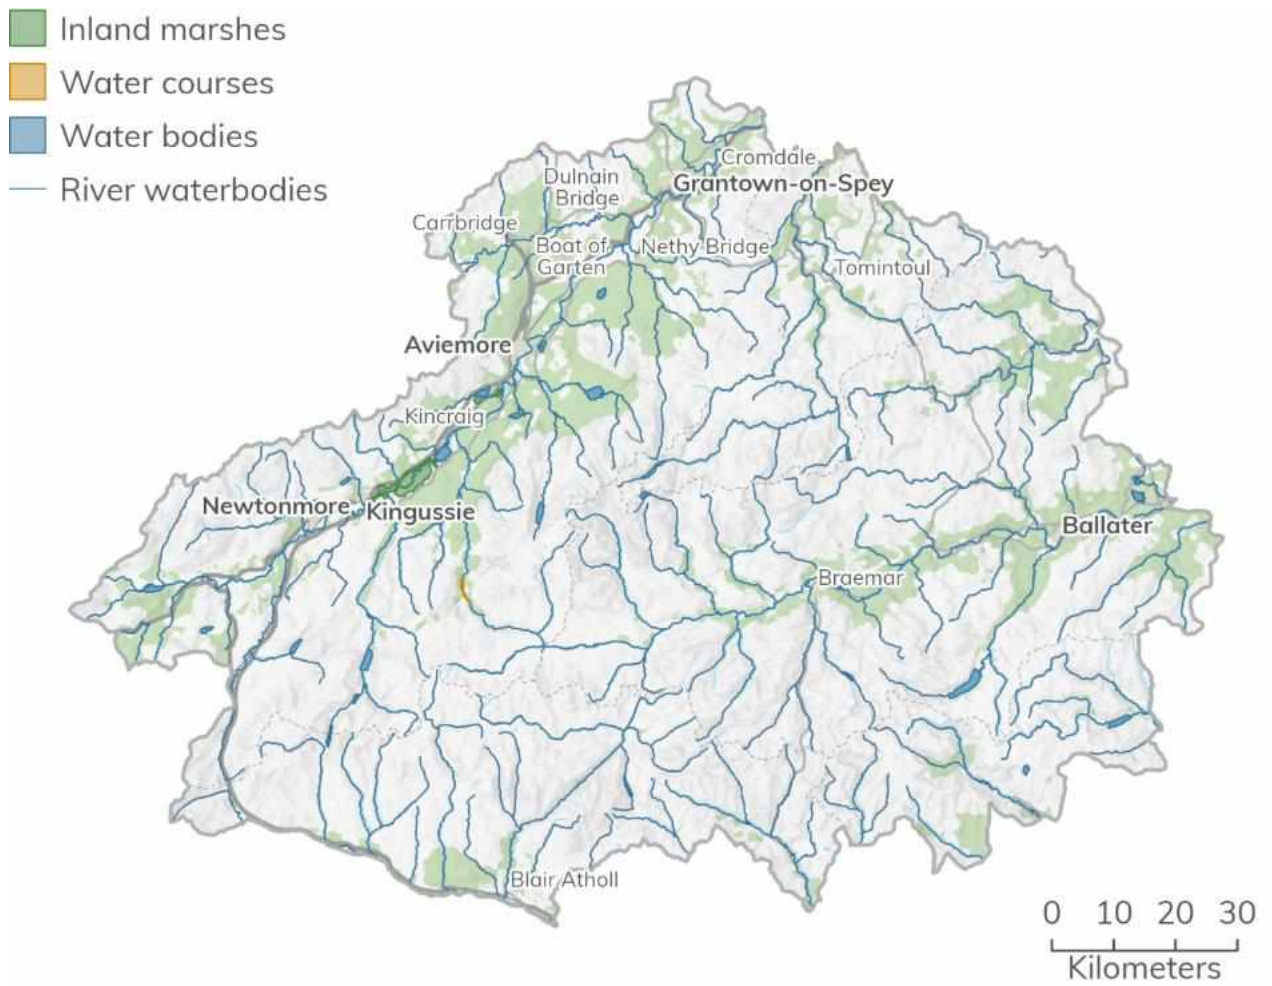 Inland marshes
Water courses
Water bodies
River waterbodies
Cromdale
Dulnain
Bridge
Grantown-on-Spey
Carrbridge
Boat of
Garten
Nethy Bridge
Tomintoul
Aviemore
Kincraig
Newtonmore
Kingussie
Ballater
Braemar
Blair Atholl
0 10 20 30
Kilometers